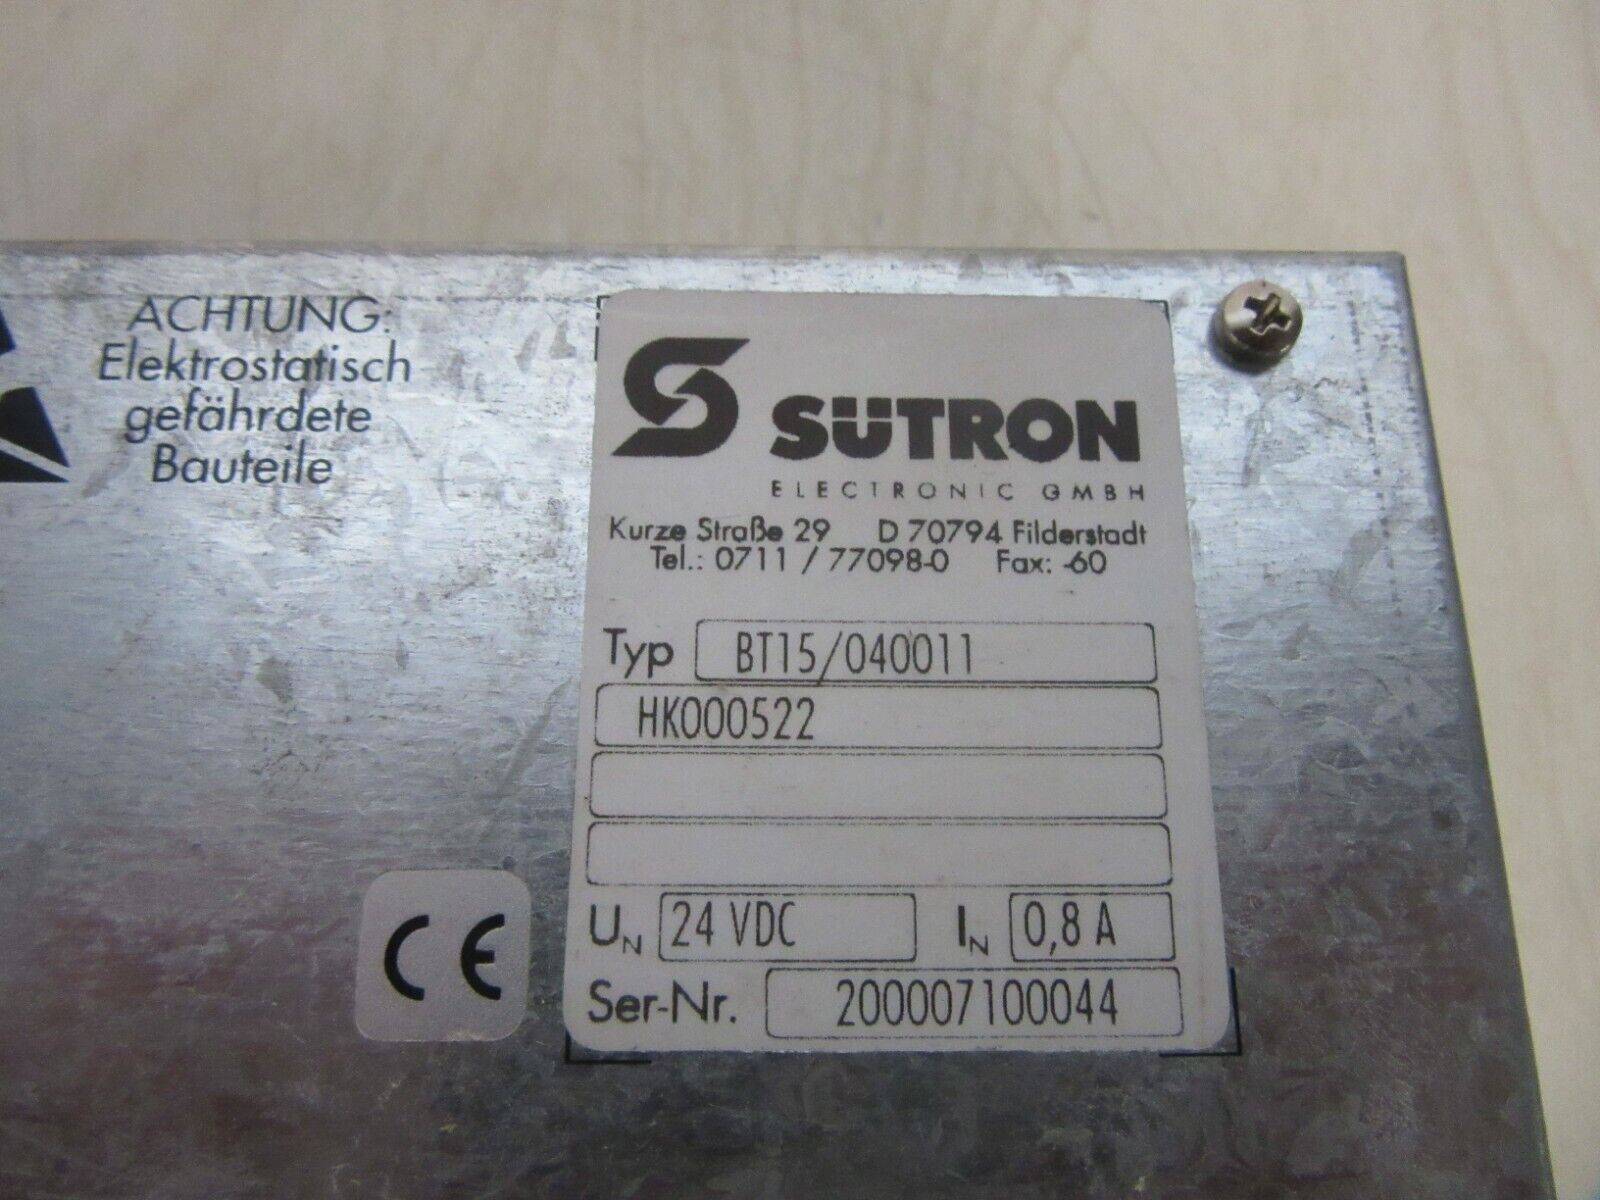 ACHTUNG:
Elektrostatisch
gefährdete
Bauteile
SÜTRON
ELECTRONIC GMBH
Kurze Straße 29 D 70794 Filderstadt
Tel.: 0711 / 77098-0 Fax: -60
Typ BT15/040011
HK000522
UN 24 VDC IN 0,8 A
Ser-Nr. 200007100044
CE